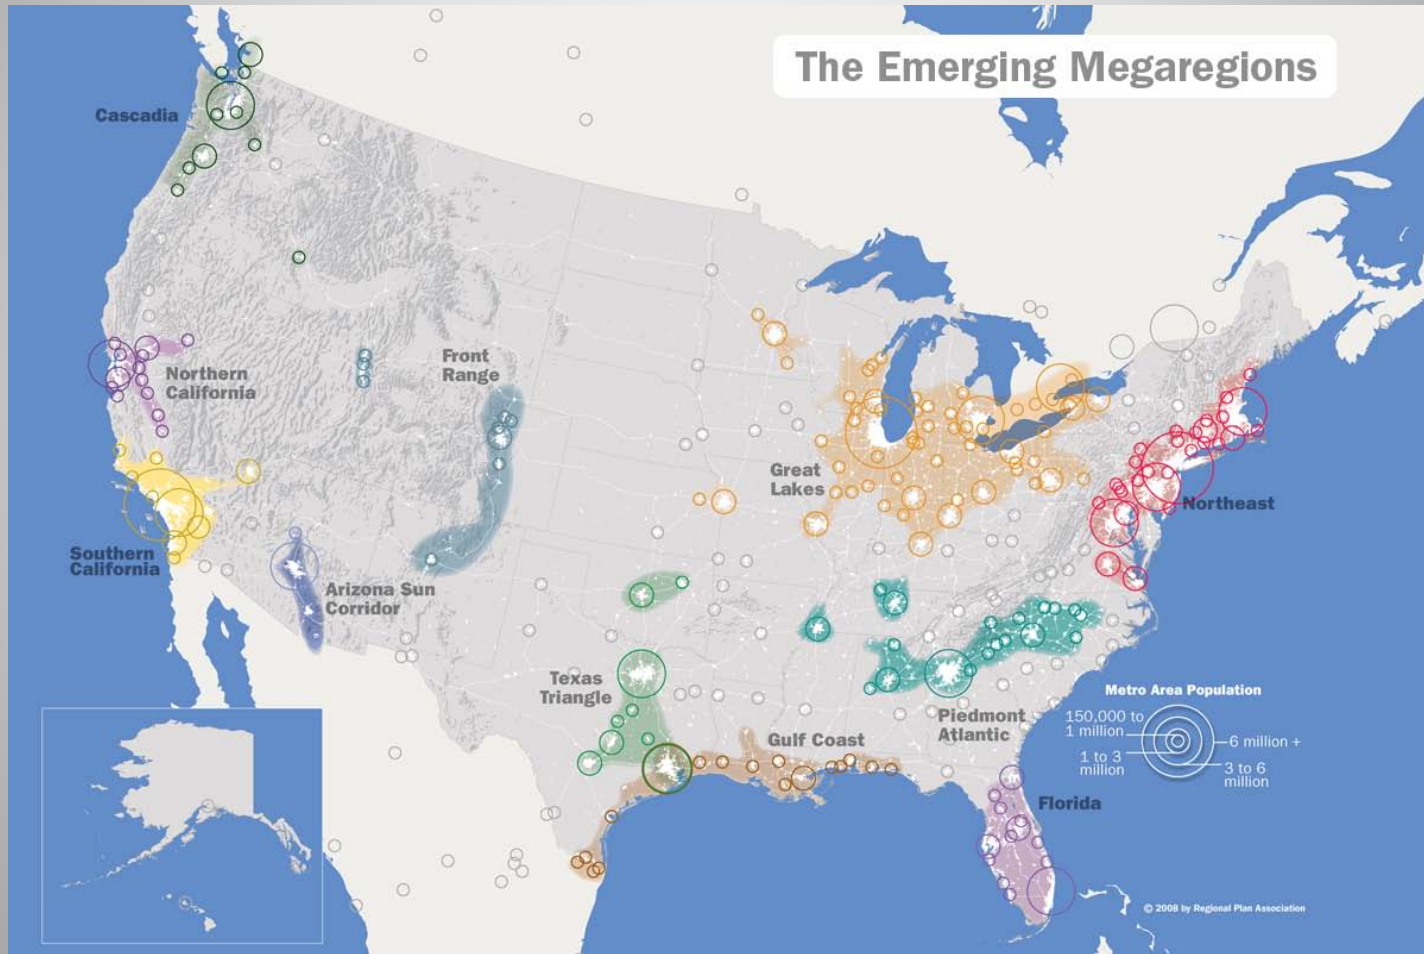 The Emerging Megaregions
Cascadia
Front
Range
Northern
California
Great
Lakes
Northeast
Southern
California
Arizona Sun
Corridor
Texas
Triangle
Piedmont
Atlantic
Gulf Coast
Florida
Metro Area Population
150,000 to
1 million
1 to 3
million
6 million +
3 to 6
million
© 2008 by Regional Plan Association